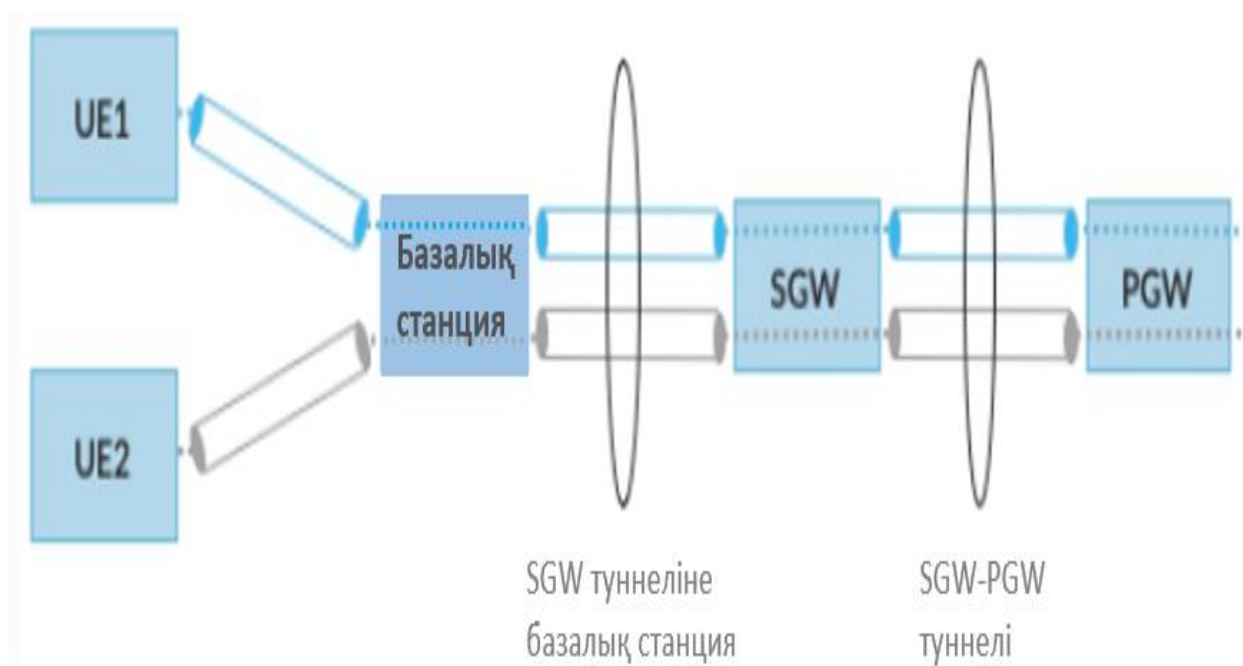 UE1
Базалық
станция
SGW
PGW
UE2
SGW туннеліне
базалық станция
SGW-PGW
туннелі